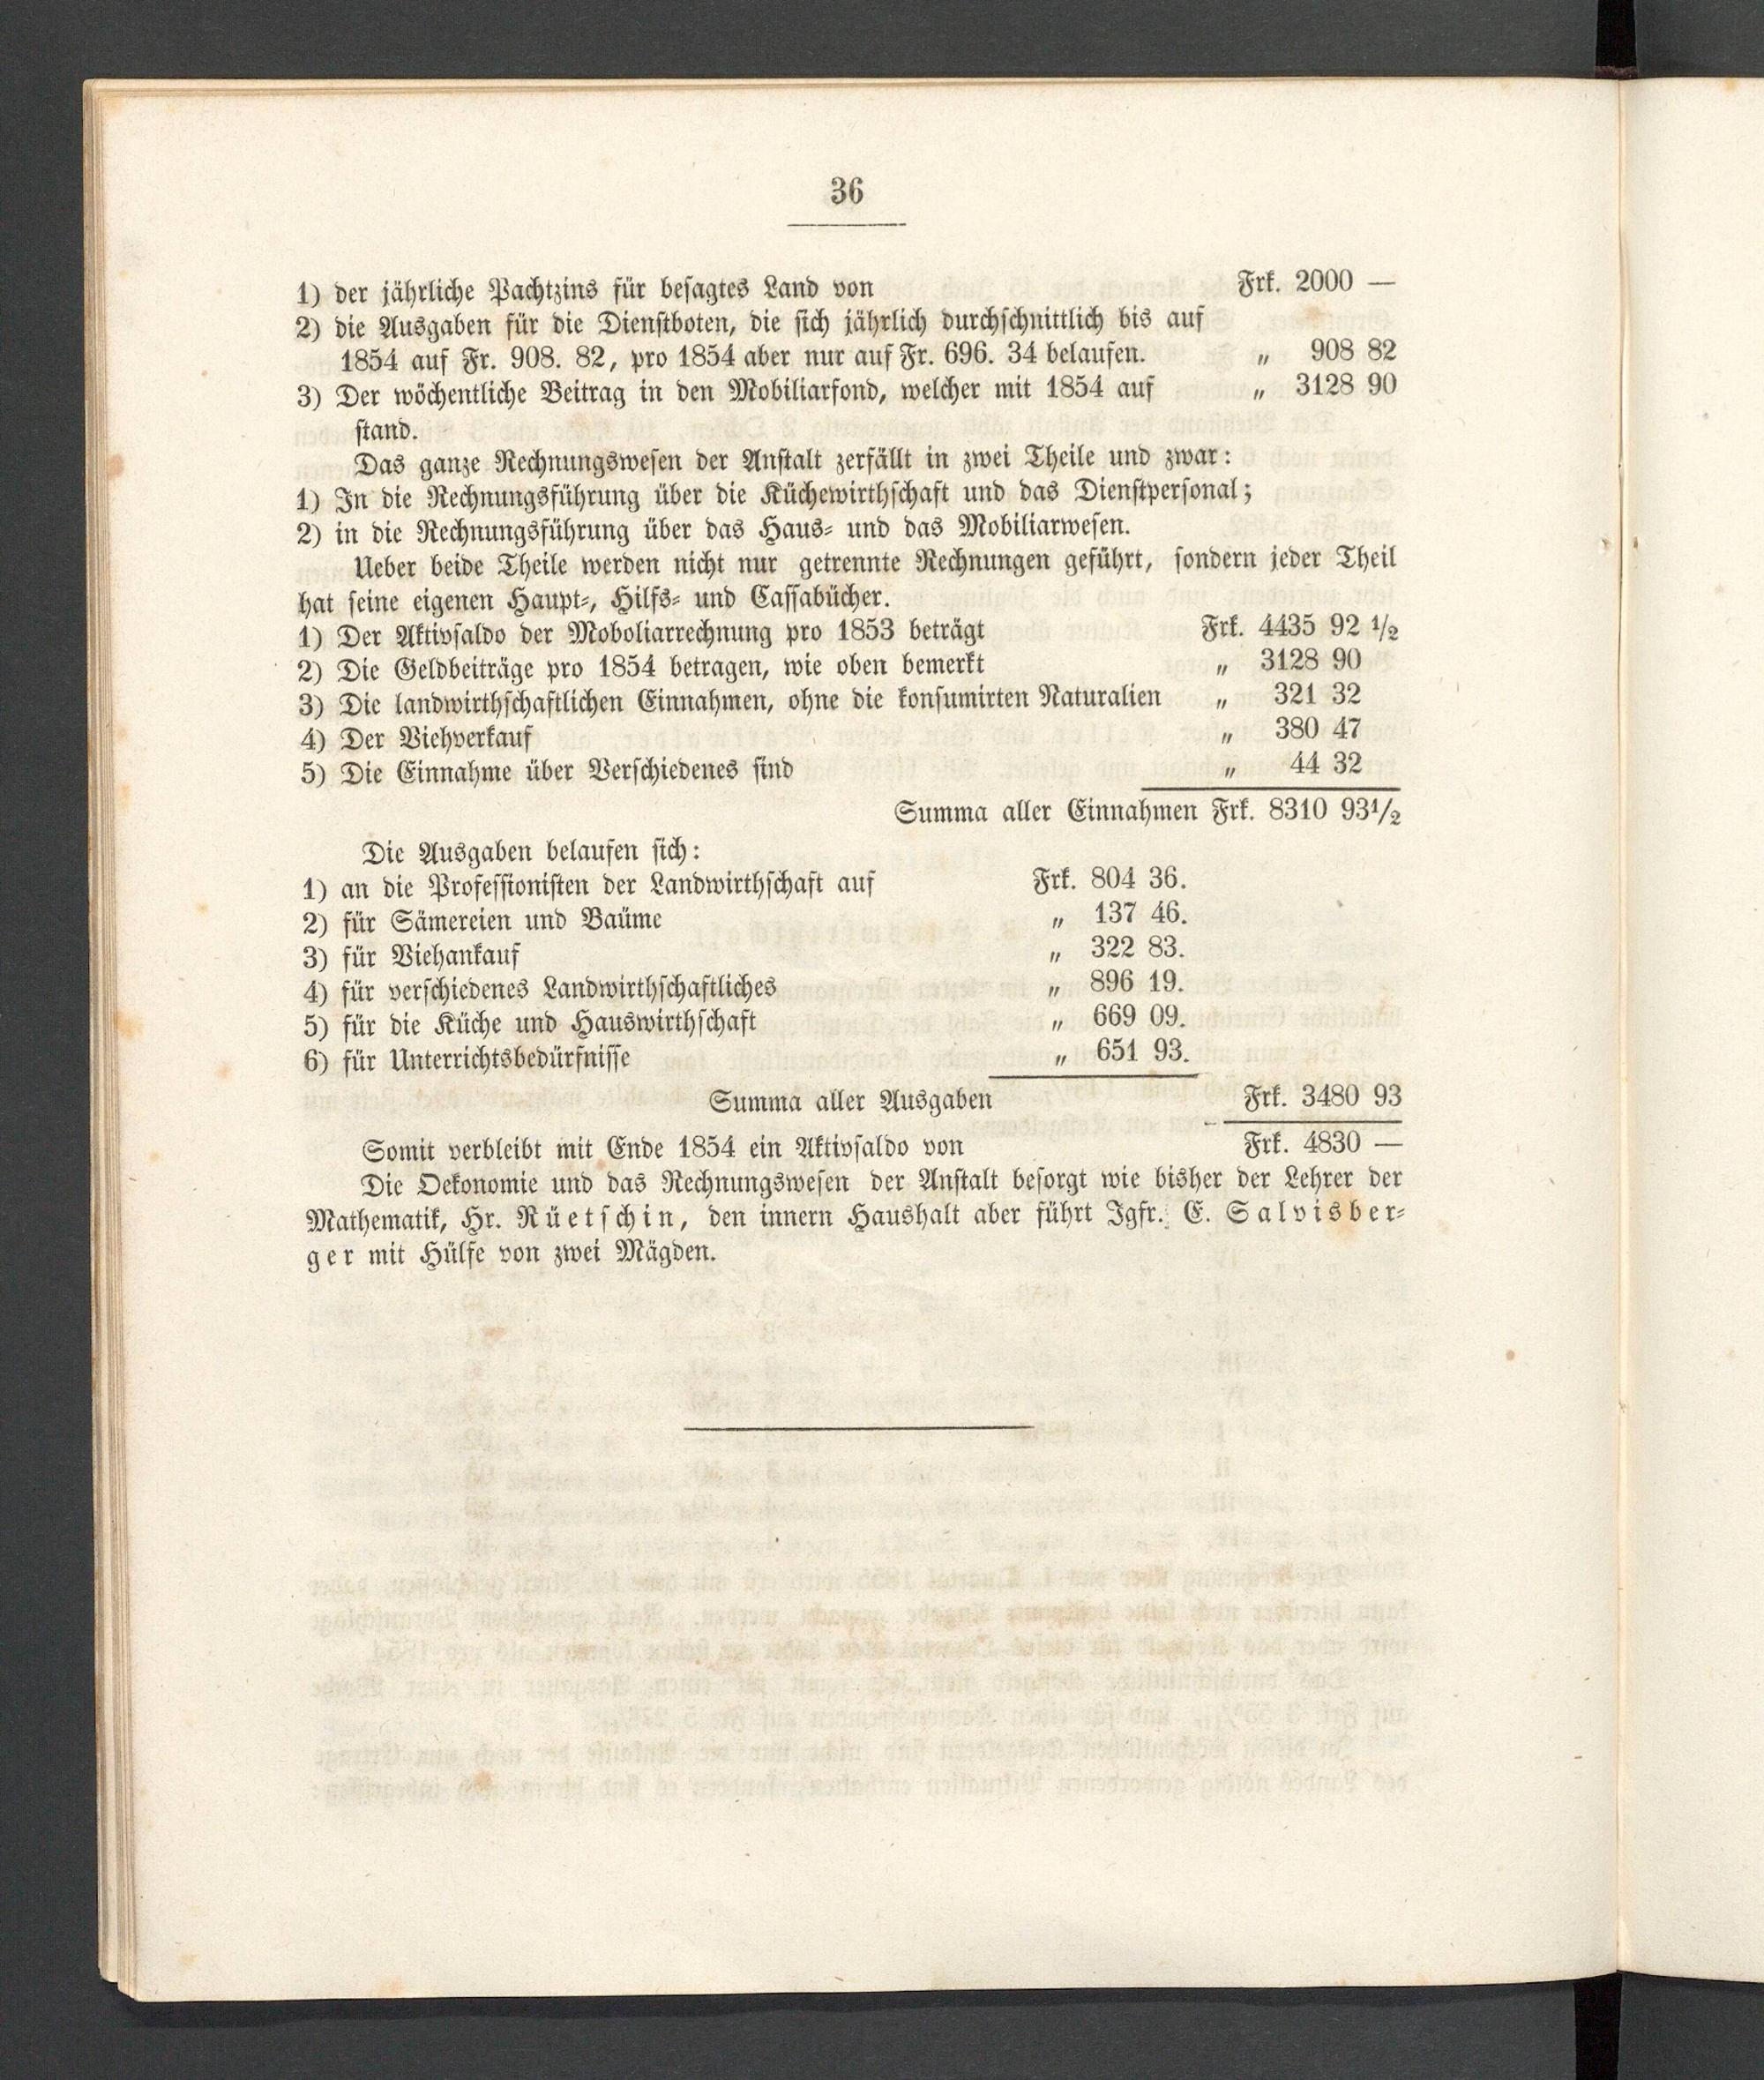 36
1) der jährliche Pachtzins für besagtes Land von Frk. 2000 —
2) die Ausgaben für die Dienstboten, die sich jährlich durchschnittlich bis auf
1854 auf Fr. 908. 82, pro 1854 aber nur auf Fr. 696. 34 belaufen. „ 908 82
3) Der wöchentliche Beitrag in den Mobiliarfond, welcher mit 1854 auf „ 3128 90
stand.
Das ganze Rechnungswesen der Anstalt zerfällt in zwei Theile und zwar:
1) In die Rechnungsführung über die Küchewirthschaft und das Dienstpersonal;
2) in die Rechnungsführung über das Haus- und das Mobiliarwesen.
Ueber beide Theile werden nicht nur getrennte Rechnungen geführt, sondern jeder Theil
hat seine eigenen Haupt-, Hilfs- und Cassabücher.
1) Der Aktivsaldo der Moboliarrechnung pro 1853 beträgt Frk. 4435 92 1/2
2) Die Geldbeiträge pro 1854 betragen, wie oben bemerkt „ 3128 90
3) Die landwirthschaftlichen Einnahmen, ohne die konsumirten Naturalien „ 321 32
4) Der Viehverkauf „ 380 47
5) Die Einnahme über Verschiedenes sind „ 44 32
Summa aller Einnahmen Frk. 8310 931/2
Die Ausgaben belaufen sich:
1) an die Professionisten der Landwirthschaft auf Frk. 804 36.
2) für Sämereien und Baüme „ 137 46.
3) für Viehankauf „ 322 83.
4) für verschiedenes Landwirthschaftliches „ 896 19.
5) für die Küche und Hauswirthschaft „ 669 09.
6) für Unterrichtsbedürfnisse „ 651 93.
Summa aller Ausgaben Frk. 3480 93
Somit verbleibt mit Ende 1854 ein Aktivsaldo von Frk. 4830 —
Die Oekonomie und das Rechnungswesen der Anstalt besorgt wie bisher der Lehrer der
Mathematik, Hr. Rüetschin, den innern Haushalt aber führt Jgfr. E. Salvisber-
ger mit Hülfe von zwei Mägden.